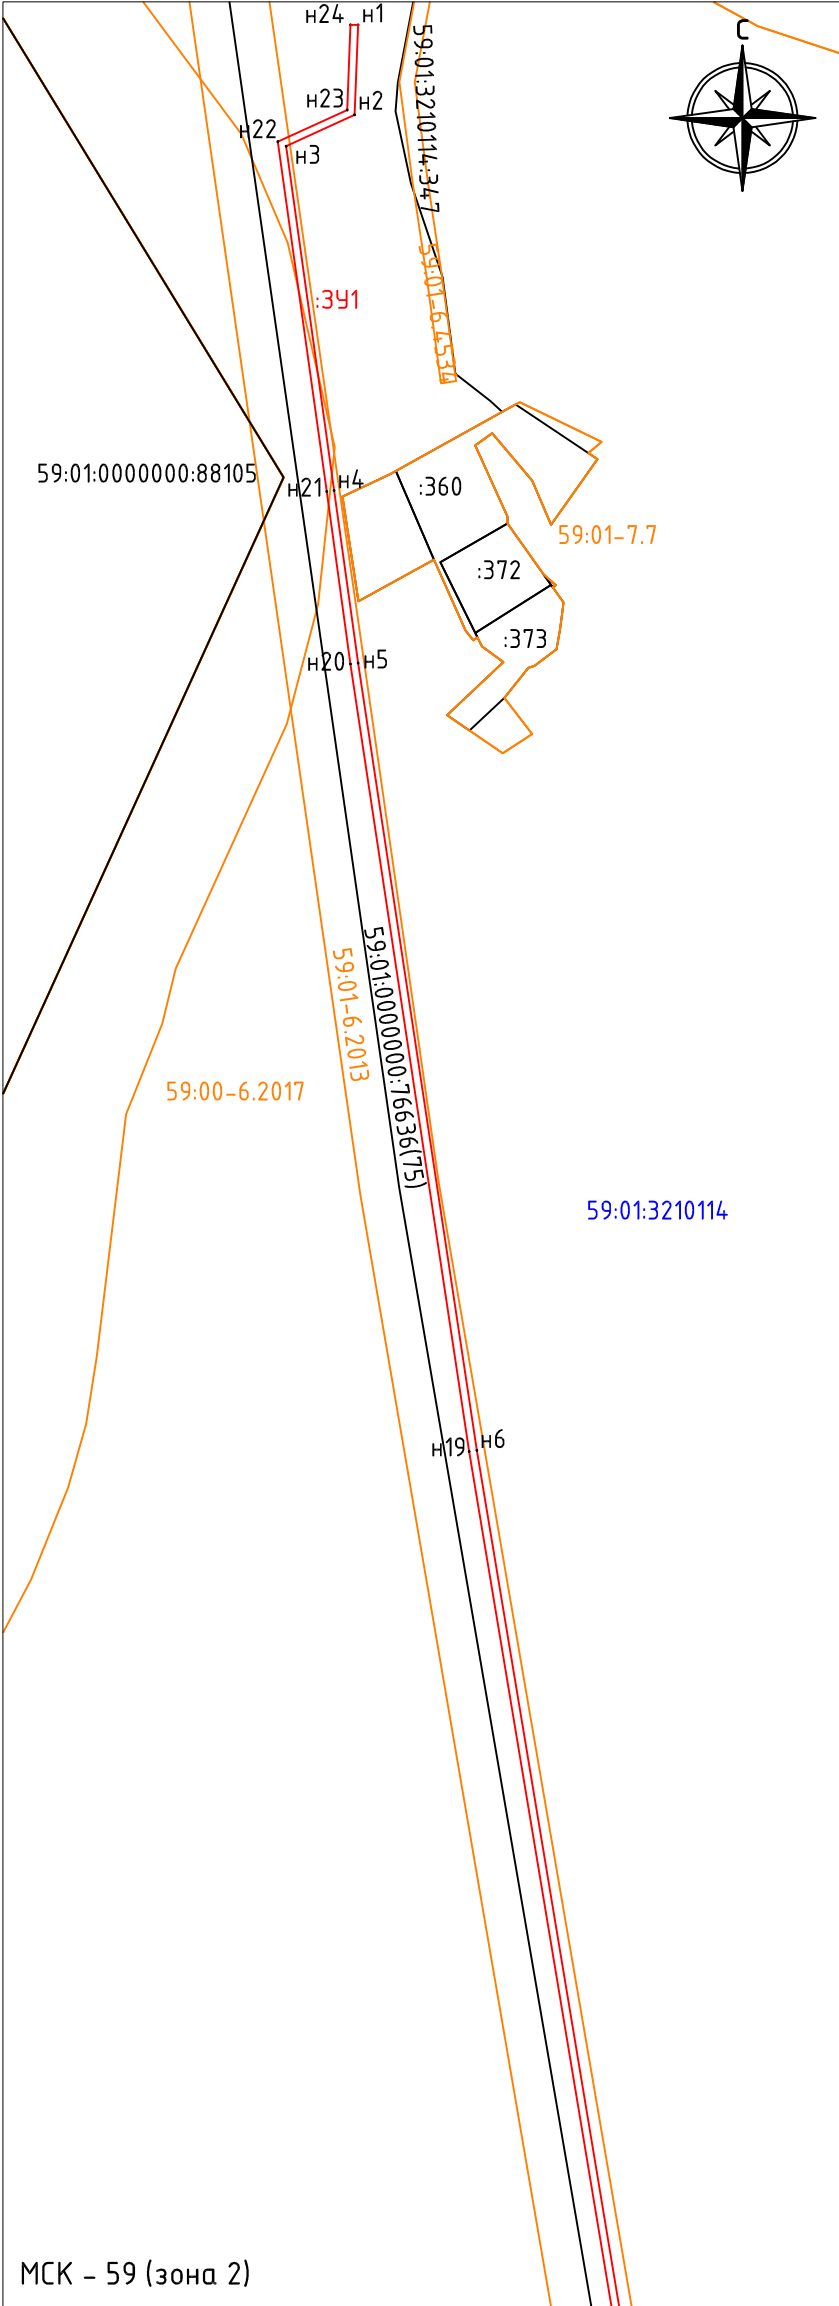 н24
н1
С
59:01:3210114:347
н23
н2
н22
н3
59:01-6.4534
:ЗУ1
59:01:0000000:88105
н21
н4
:360
59:01-7.7
:372
:373
н20
н5
59:01:0000000:76636(75)
59:01-6.2013
59:00-6.2017
59:01:3210114
н19
н6
МСК - 59 (зона 2)